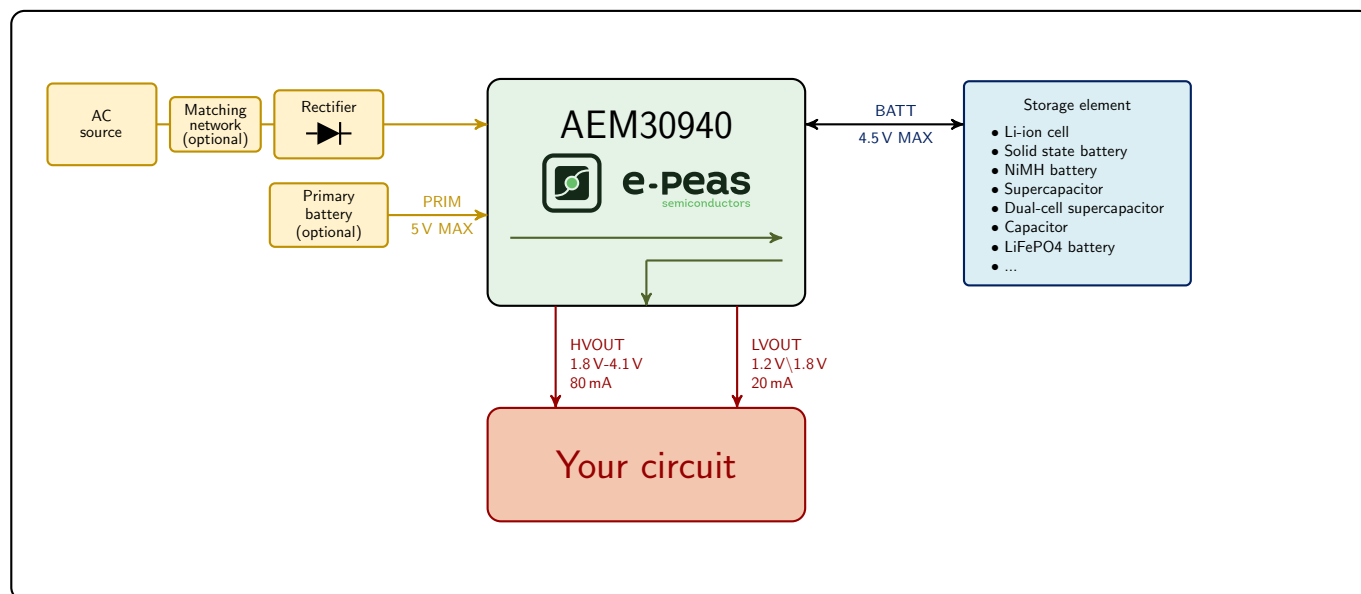 AC
source
Matching
network
(optional)
Rectifier
Primary
battery
(optional)
PRIM
5 V MAX
AEM30940
e-peas
semiconductors
BATT
4.5 V MAX
Storage element
• Li-ion cell
• Solid state battery
• NiMH battery
• Supercapacitor
• Dual-cell supercapacitor
• Capacitor
• LiFePO4 battery
• ...
HVOUT
1.8 V-4.1 V
80 mA
LVOUT
1.2 V\1.8 V
20 mA
Your circuit